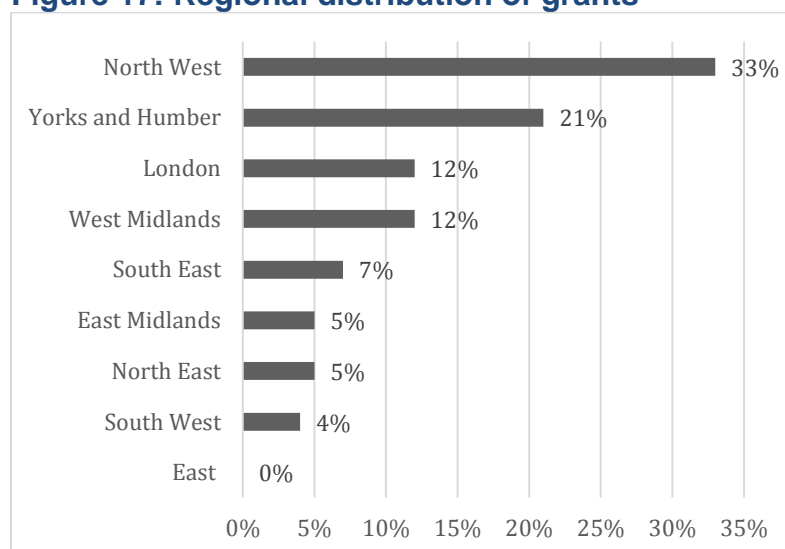 Figure 17: Regional distribution of grants
North West 33%
Yorks and Humber 21%
London 12%
West Midlands 12%
South East 7%
East Midlands 5%
North East 5%
South West 4%
East 0%
0% 5% 10% 15% 20% 25% 30% 35%